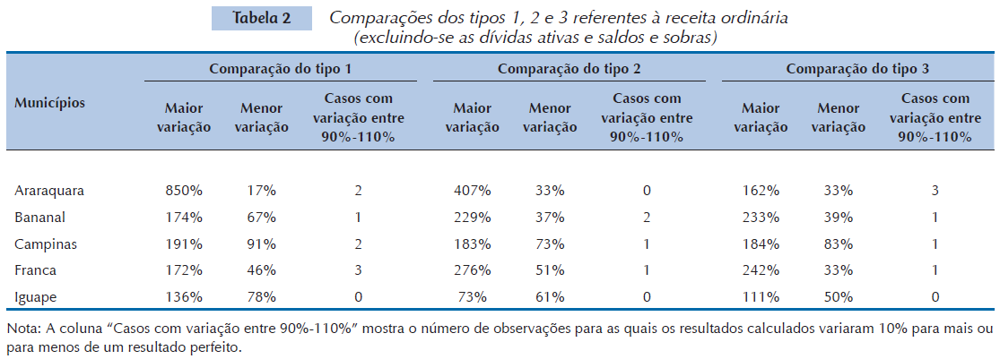 Tabela 2 Comparações dos tipos 1, 2 e 3 referentes à receita ordinária
(excluindo-se as dívidas ativas e saldos e sobras)
Municípios Comparação do tipo 1 Comparação do tipo 2 Comparação do tipo 3
Maior variação Menor variação Casos com variação entre 90%-110% Maior variação Menor variação Casos com variação entre 90%-110% Maior variação Menor variação Casos com variação entre 90%-110%
Araraquara 850% 17% 2 407% 33% 0 162% 33% 3
Bananal 174% 67% 1 229% 37% 2 233% 39% 1
Campinas 191% 91% 2 183% 73% 1 184% 83% 1
Franca 172% 46% 3 276% 51% 1 242% 33% 1
Iguape 136% 78% 0 73% 61% 0 111% 50% 0
Nota: A coluna “Casos com variação entre 90%-110%” mostra o número de observações para as quais os resultados calculados variaram 10% para mais ou
para menos de um resultado perfeito.